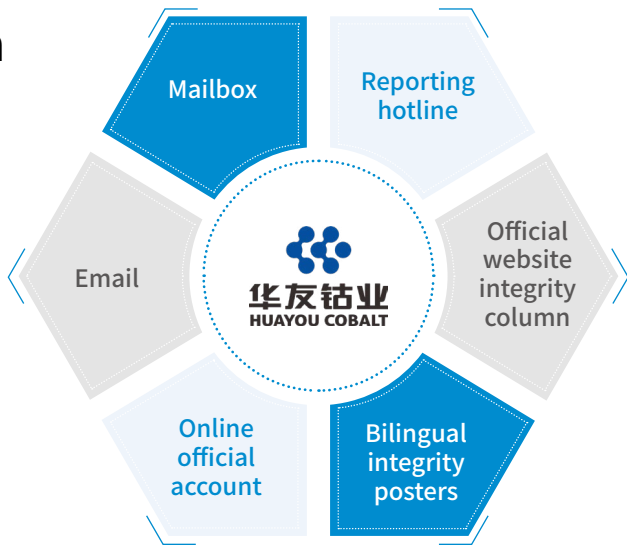 Mailbox
Reporting
hotline
Official
website
integrity
column
Bilingual
integrity
posters
Online
official
account
Email
华友钴业
HUAYOU COBALT